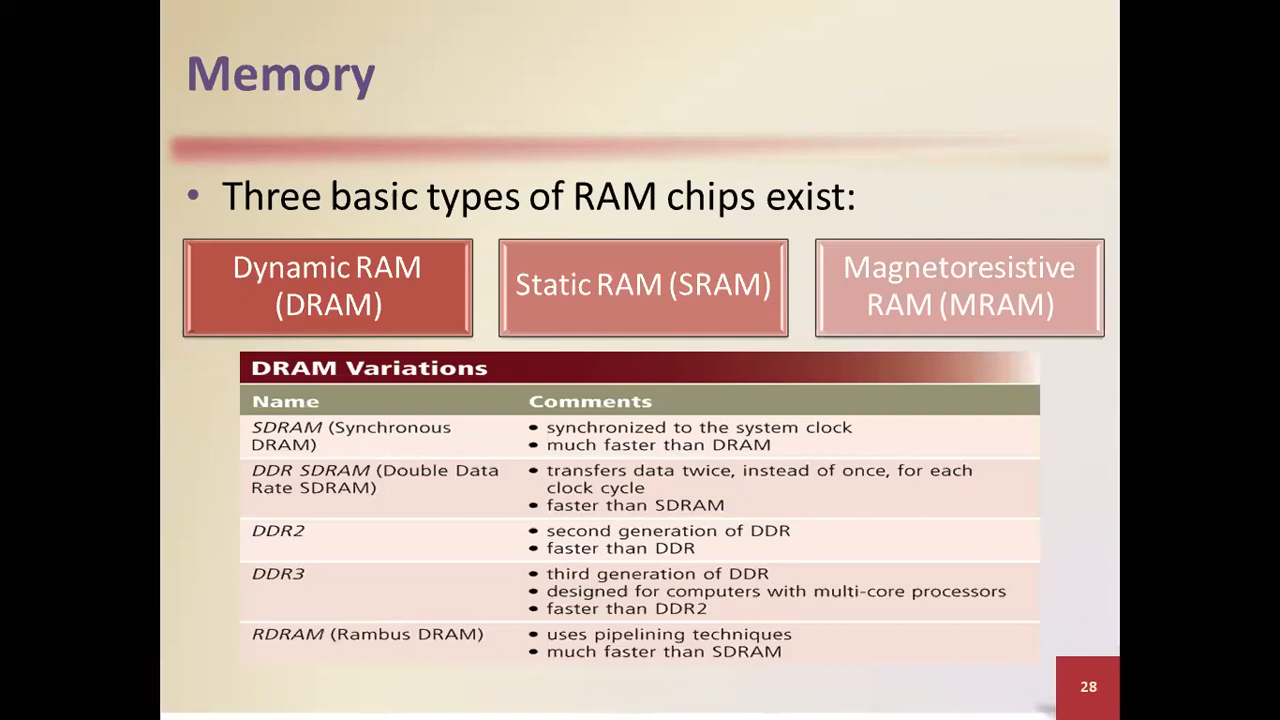 Memory
• Three basic types of RAM chips exist:
Dynamic RAM
(DRAM)
Static RAM (SRAM)
Magnetoresistive
RAM (MRAM)
DRAM Variations
Name Comments
SDRAM (Synchronous
DRAM)
• synchronized to the system clock
• much faster than DRAM
DDR SDRAM (Double Data
Rate SDRAM)
• transfers data twice, instead of once, for each
clock cycle
• faster than SDRAM
DDR2
• second generation of DDR
• faster than DDR
DDR3
• third generation of DDR
• designed for computers with multi-core processors
• faster than DDR2
RDRAM (Rambus DRAM)
• uses pipelining techniques
• much faster than SDRAM
28